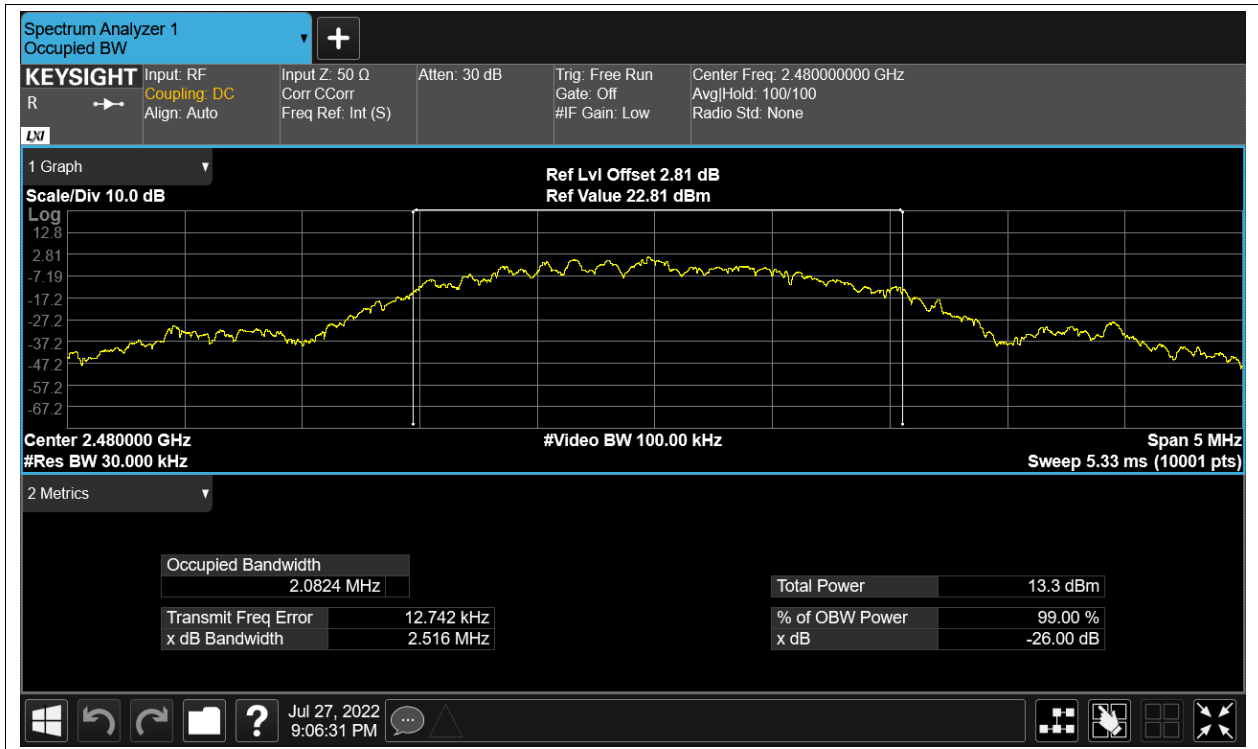 Spectrum Analyzer 1
Occupied BW
KEYSIGHT
R
LXI
Input: RF
Coupling: DC
Align: Auto
Input Z: 50 Ω
Corr CCorr
Freq Ref: Int (S)
Atten: 30 dB
Trig: Free Run
Gate: Off
#IF Gain: Low
Center Freq: 2.480000000 GHz
Avg|Hold: 100/100
Radio Std: None
1 Graph
Scale/Div 10.0 dB
Ref Lvl Offset 2.81 dB
Ref Value 22.81 dBm
Log
12.8
2.81
-7.19
-17.2
-27.2
-37.2
-47.2
-57.2
-67.2
Center 2.480000 GHz
#Video BW 100.00 kHz
Span 5 MHz
#Res BW 30.000 kHz
Sweep 5.33 ms (10001 pts)
2 Metrics
Occupied Bandwidth
2.0824 MHz
Total Power 13.3 dBm
Transmit Freq Error 12.742 kHz
% of OBW Power 99.00 %
x dB Bandwidth 2.516 MHz
x dB -26.00 dB
?
Jul 27, 2022
9:06:31 PM